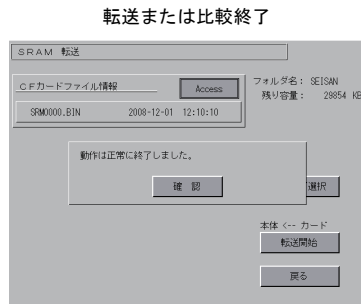 転送または比較終了
SRAM 転送
CFカードファイル情報
Access
フォルダ名： SEISAN
残り容量： 29854 KB
SRM0000.BIN 2008-12-01 12:10:10
動作は正常に終了しました。
確 認
選択
本体 <-- カード
転送開始
戻る